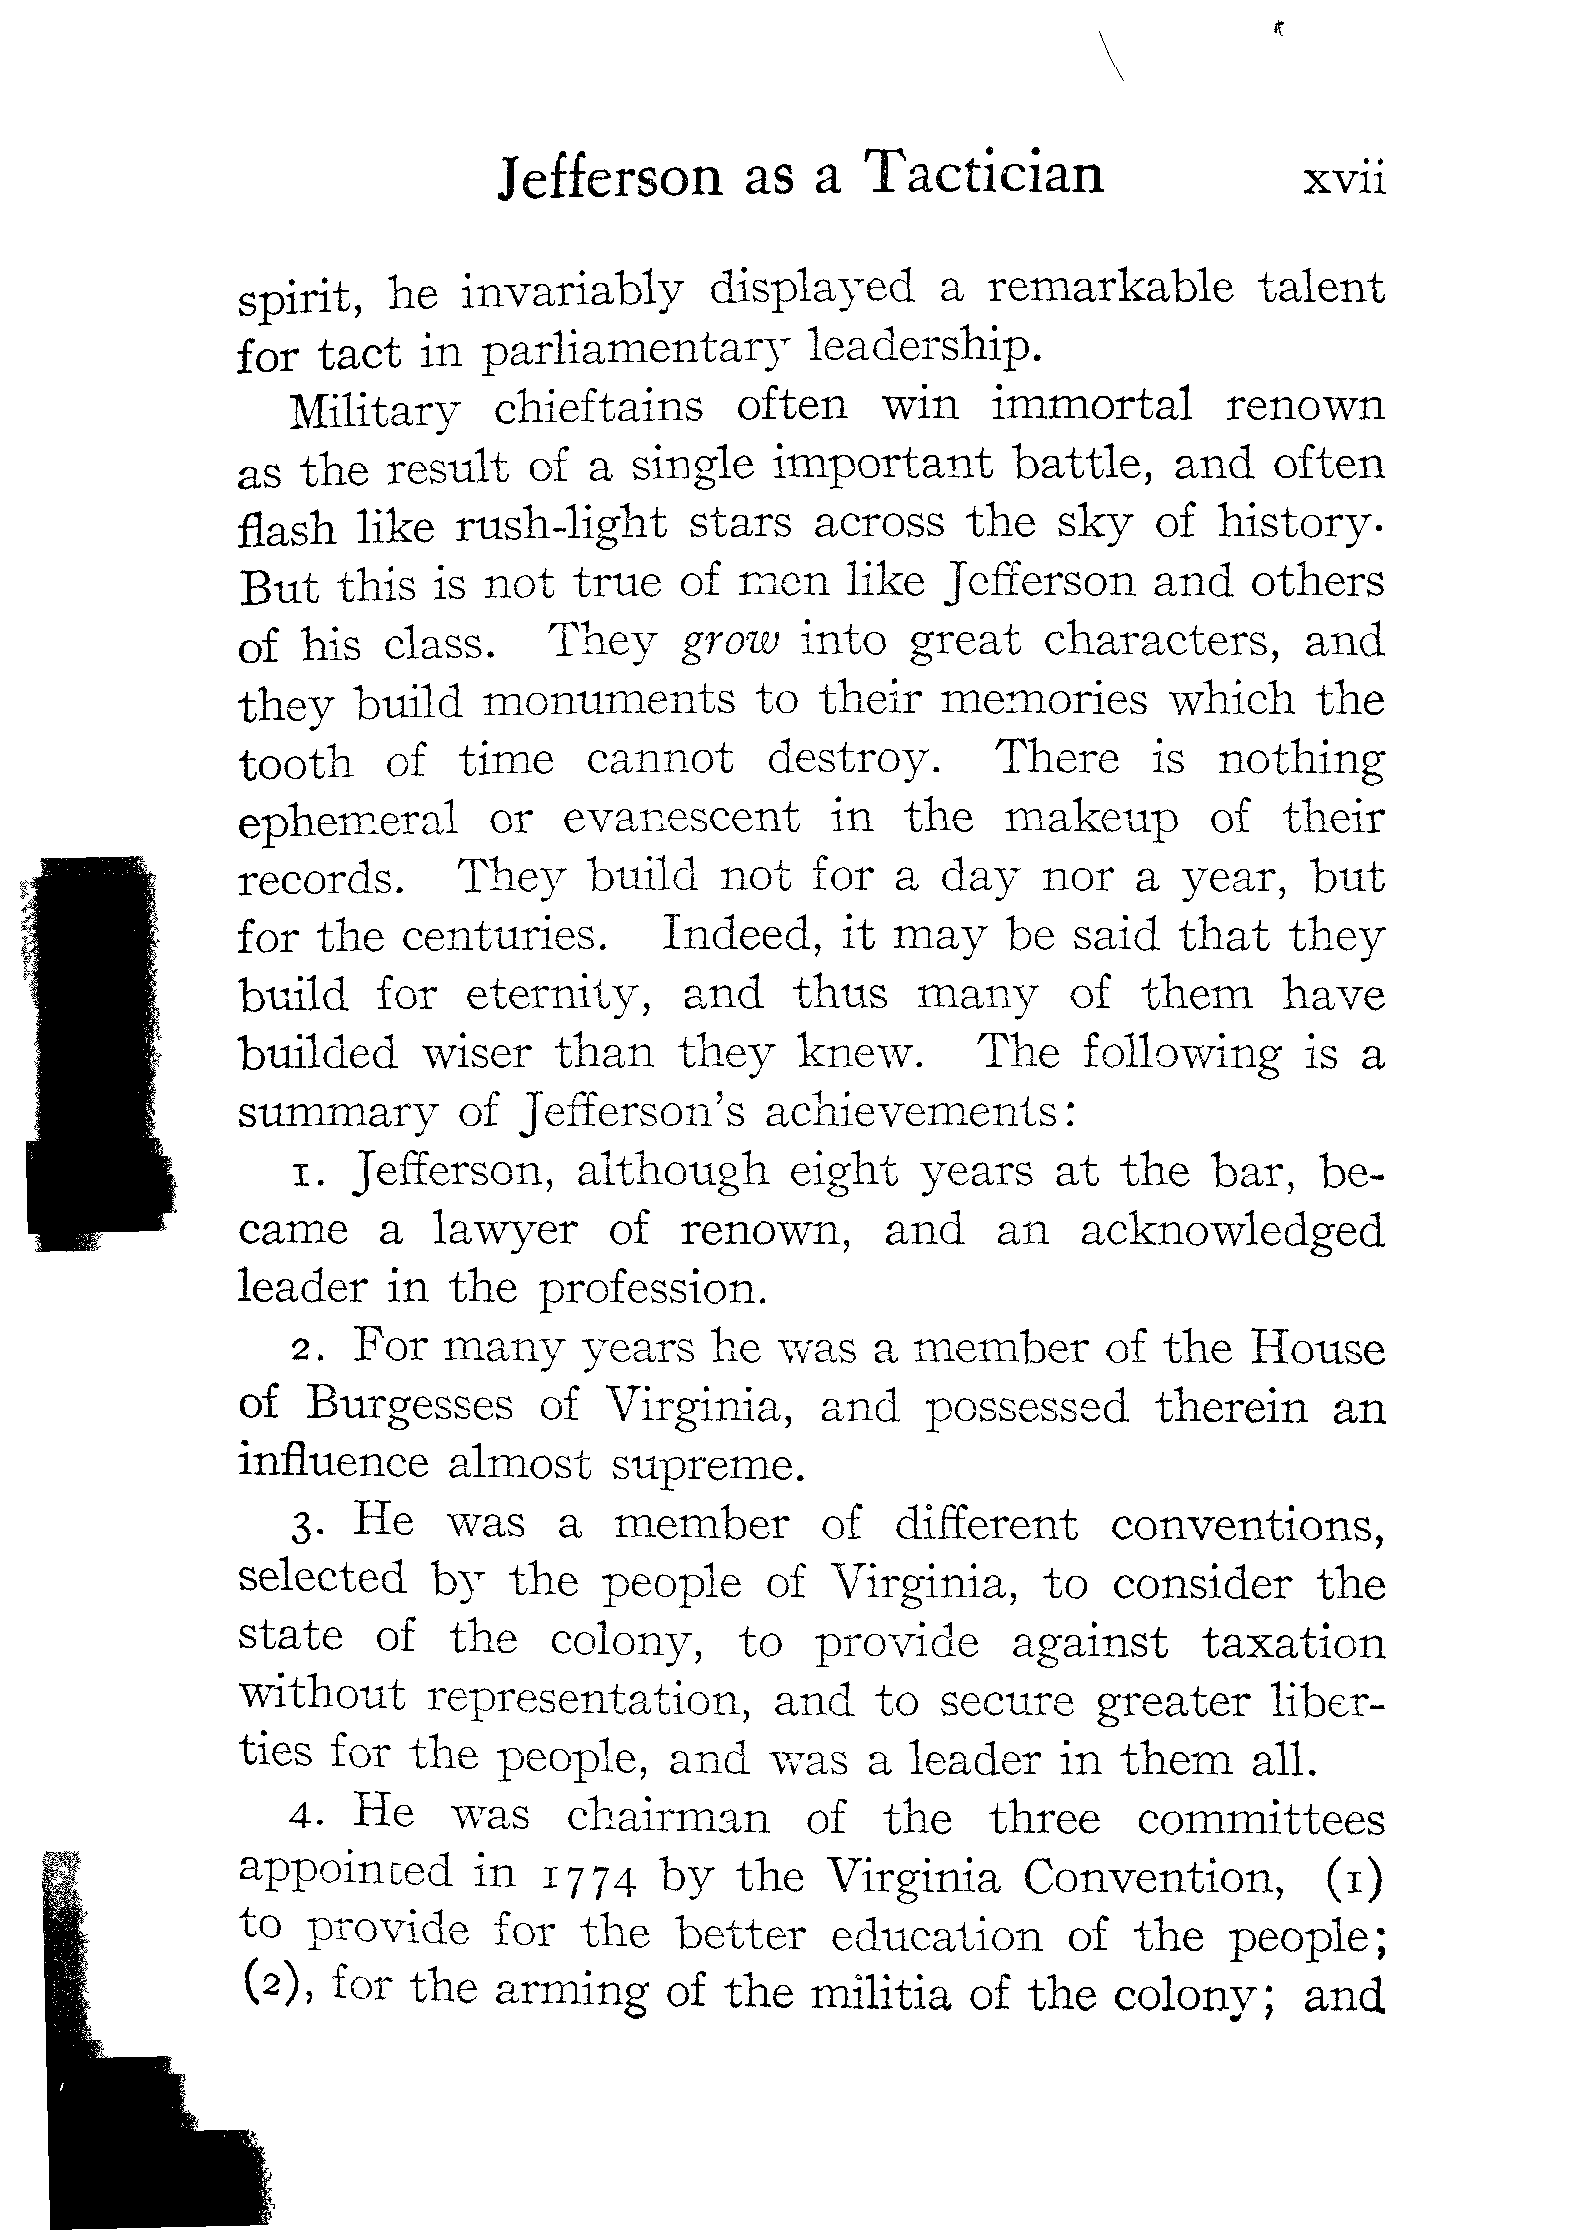 Jefferson as a Tactician xvii
spirit, he invariably displayed a remarkable talent
for tact in parliamentary leadership.
Military chieftains often win immortal renown
as the result of a single important battle, and often
flash like rush-light stars across the sky of history.
But this is not true of men like Jefferson and others
of his class. They grow into great characters, and
they build monuments to their memories which the
tooth of time cannot destroy. There is nothing
ephemeral or evanescent in the makeup of their
records. They build not for a day nor a year, but
for the centuries. Indeed, it may be said that they
build for eternity, and thus many of them have
builded wiser than they knew. The following is a
summary of Jefferson's achievements:
1. Jefferson, although eight years at the bar, be-
came a lawyer of renown, and an acknowledged
leader in the profession.
2. For many years he was a member of the House
of Burgesses of Virginia, and possessed therein an
influence almost supreme.
3. He was a member of different conventions,
selected by the people of Virginia, to consider the
state of the colony, to provide against taxation
without representation, and to secure greater liber-
ties for the people, and was a leader in them all.
4. He was chairman of the three committees
appointed in 1774 by the Virginia Convention, (1)
to provide for the better education of the people;
(2), for the arming of the militia of the colony; and